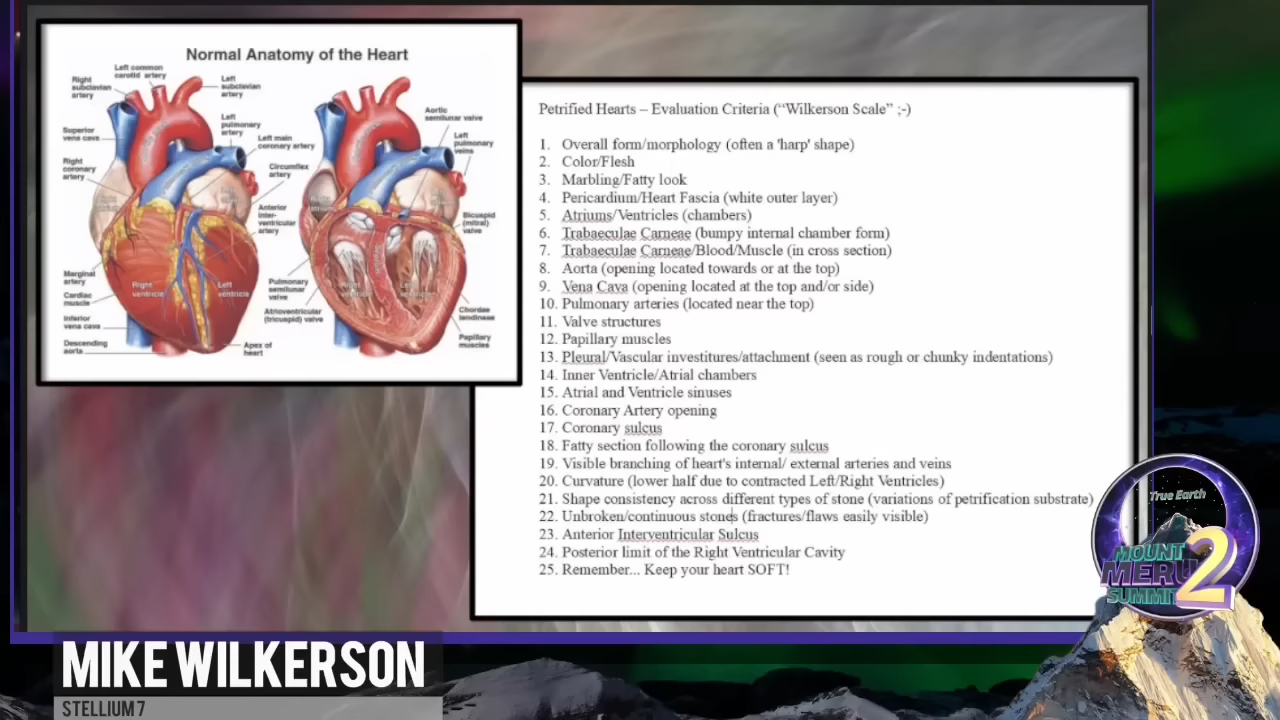 Normal Anatomy of the Heart
Left common
carotid artery
Right
subclavian
artery
Left
subclavian
artery
Superior
vena cava
Left
pulmonary
artery
Left main
coronary artery
Right
coronary
artery
Circumflex
artery
Anterior
inter-
ventricular
artery
Marginal
artery
Cardiac
muscle
Right
ventricle
Left
ventricle
Inferior
vena cava
Descending
aorta
Apex of
heart
Aortic
semilunar valve
Left
pulmonary
veins
Bicuspid
(mitral)
valve
Pulmonary
semilunar
valve
Atrioventricular
(tricuspid) valve
Chordae
tendineae
Papillary
muscles
Petrified Hearts – Evaluation Criteria (“Wilkerson Scale” ;-)
1. Overall form/morphology (often a 'harp' shape)
2. Color/Flesh
3. Marbling/Fatty look
4. Pericardium/Heart Fascia (white outer layer)
5. Atriums/Ventricles (chambers)
6. Trabaeculae Carneae (bumpy internal chamber form)
7. Trabaeculae Carneae/Blood/Muscle (in cross section)
8. Aorta (opening located towards or at the top)
9. Vena Cava (opening located at the top and/or side)
10. Pulmonary arteries (located near the top)
11. Valve structures
12. Papillary muscles
13. Pleural/Vascular investitures/attachment (seen as rough or chunky indentations)
14. Inner Ventricle/Atrial chambers
15. Atrial and Ventricle sinuses
16. Coronary Artery opening
17. Coronary sulcus
18. Fatty section following the coronary sulcus
19. Visible branching of heart's internal/ external arteries and veins
20. Curvature (lower half due to contracted Left/Right Ventricles)
21. Shape consistency across different types of stone (variations of petrification substrate)
22. Unbroken/continuous stones (fractures/flaws easily visible)
23. Anterior Interventricular Sulcus
24. Posterior limit of the Right Ventricular Cavity
25. Remember... Keep your heart SOFT!
True Earth
MOUNT
MERU
SUMMIT
2
MIKE WILKERSON
STELLIUM 7